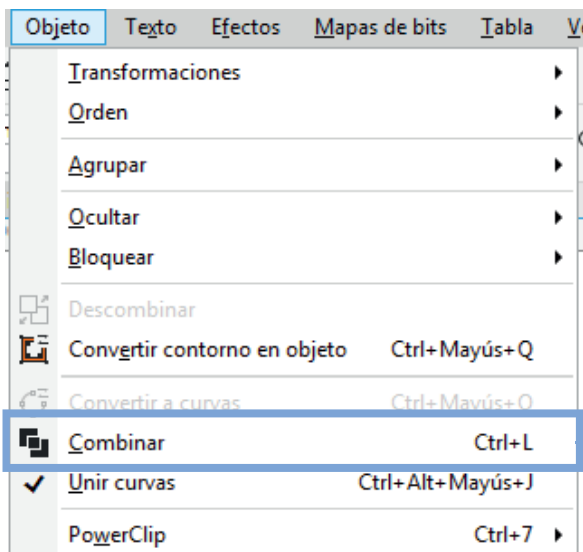 Objeto Texto Efectos Mapas de bits Tabla
Transformaciones
Orden
Agrupar
Ocultar
Bloquear
Descombinar
Convertir contorno en objeto Ctrl+Mayús+Q
Convertir a curvas Ctrl+Mayús+O
Combinar Ctrl+L
Unir curvas Ctrl+Alt+Mayús+J
PowerClip Ctrl+7